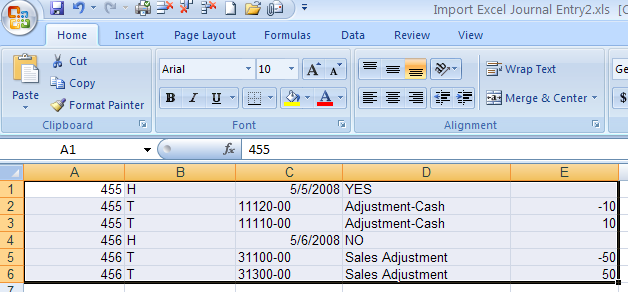 Import Excel Journal Entry2.xls [C
Home Insert Page Layout Formulas Data Review View
Cut
Copy
Format Painter
Paste
Arial 10 A A
B I U A
Wrap Text
Merge & Center
Ge
$
Clipboard Font Alignment
A1 fx 455
A B C D E
1 455 H 5/5/2008 YES
2 455 T 11120-00 Adjustment-Cash -10
3 455 T 11110-00 Adjustment-Cash 10
4 456 H 5/6/2008 NO
5 456 T 31100-00 Sales Adjustment -50
6 456 T 31300-00 Sales Adjustment 50
7